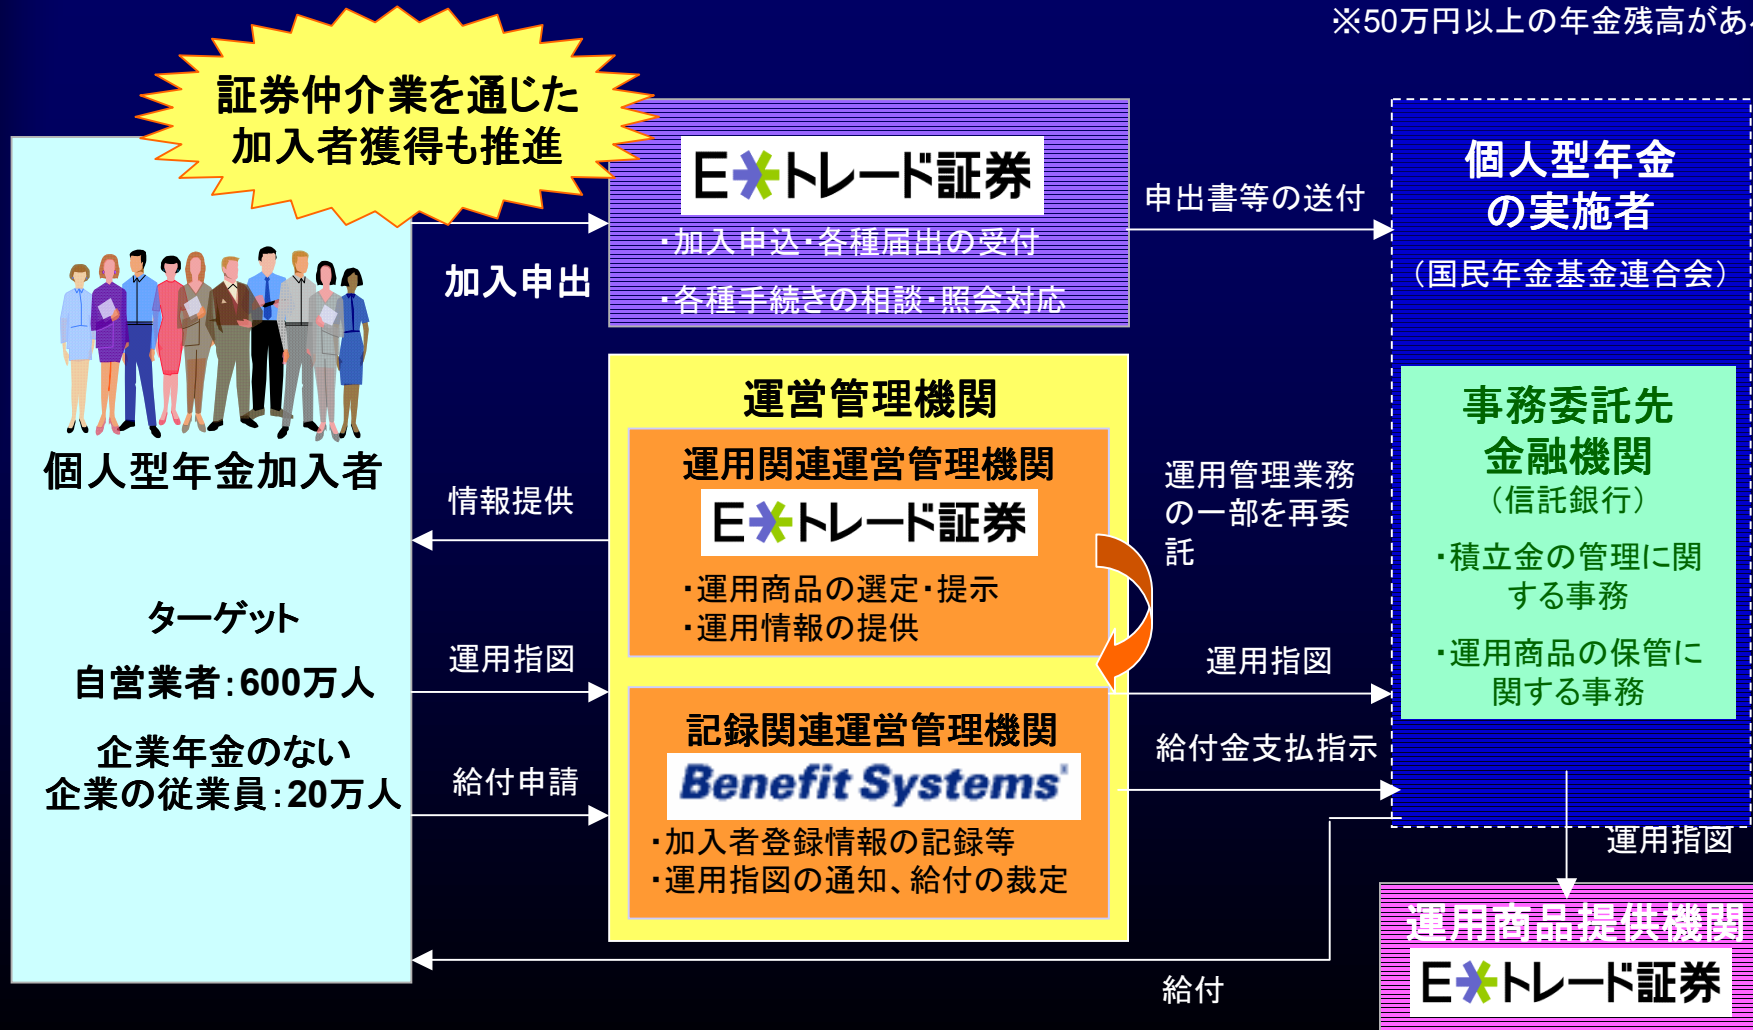 ※50万円以上の年金残高があ
証券仲介業を通じた
加入者獲得も推進
個人型年金加入者
ターゲット
自営業者：600万人
企業年金のない
企業の従業員：20万人
加入申出
E*トレード証券
・加入申込・各種届出の受付
・各種手続きの相談・照会対応
申出書等の送付
個人型年金
の実施者
（国民年金基金連合会）
運営管理機関
運用関連運営管理機関
E*トレード証券
・運用商品の選定・提示
・運用情報の提供
情報提供
運用指図
給付申請
運用管理業務
の一部を再委
託
記録関連運営管理機関
Benefit Systems
・加入者登録情報の記録等
・運用指図の通知、給付の裁定
運用指図
給付金支払指示
事務委託先
金融機関
（信託銀行）
・積立金の管理に関
する事務
・運用商品の保管に
関する事務
運用指図
給付
運用商品提供機関
E*トレード証券